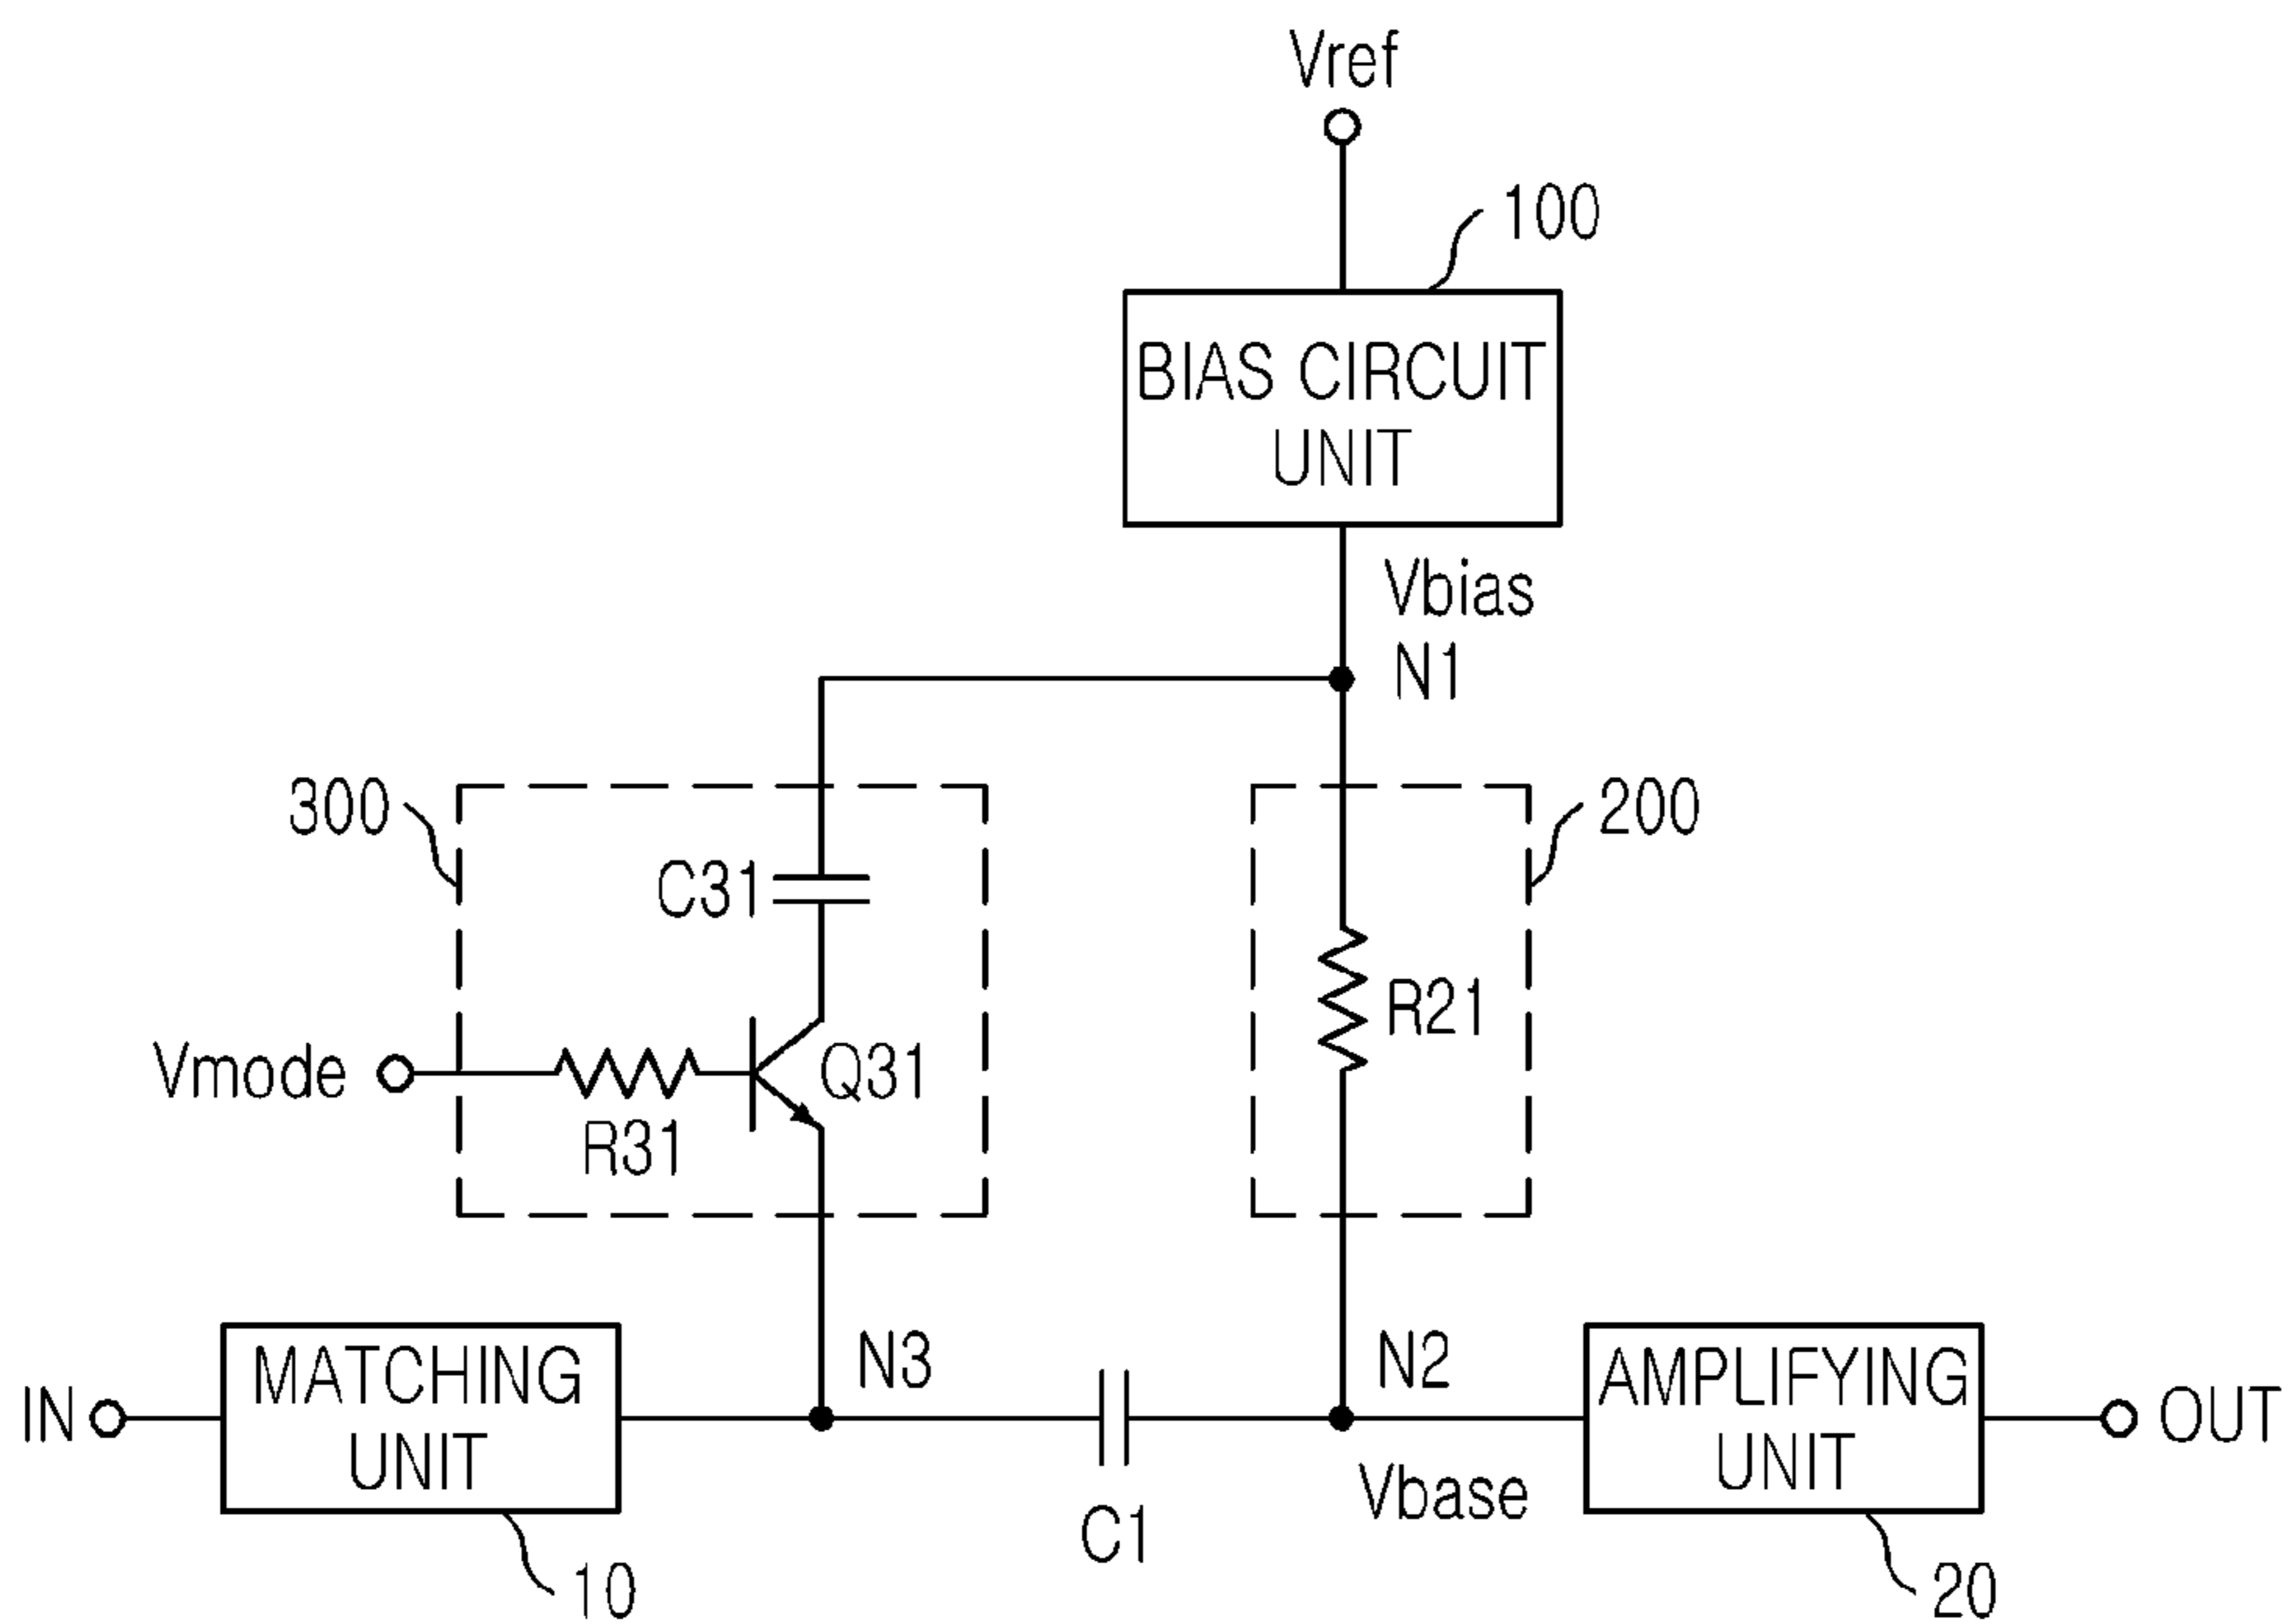 Vref
100
BIAS CIRCUIT
UNIT
Vbias
N1
300
200
C31
R21
Vmode
Q31
R31
N3
N2
IN
MATCHING
UNIT
AMPLIFYING
UNIT
OUT
Vbase
C1
10
20